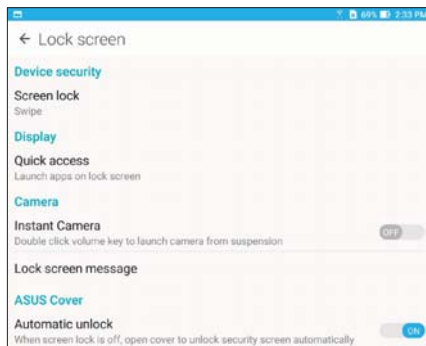 69% 2:33 PM
Lock screen
Device security
Screen lock
Swipe
Display
Quick access
Launch apps on lock screen
Camera
Instant Camera
OFF
Double click volume key to launch camera from suspension
Lock screen message
ASUS Cover
Automatic unlock
ON
When screen lock is off, open cover to unlock security screen automatically